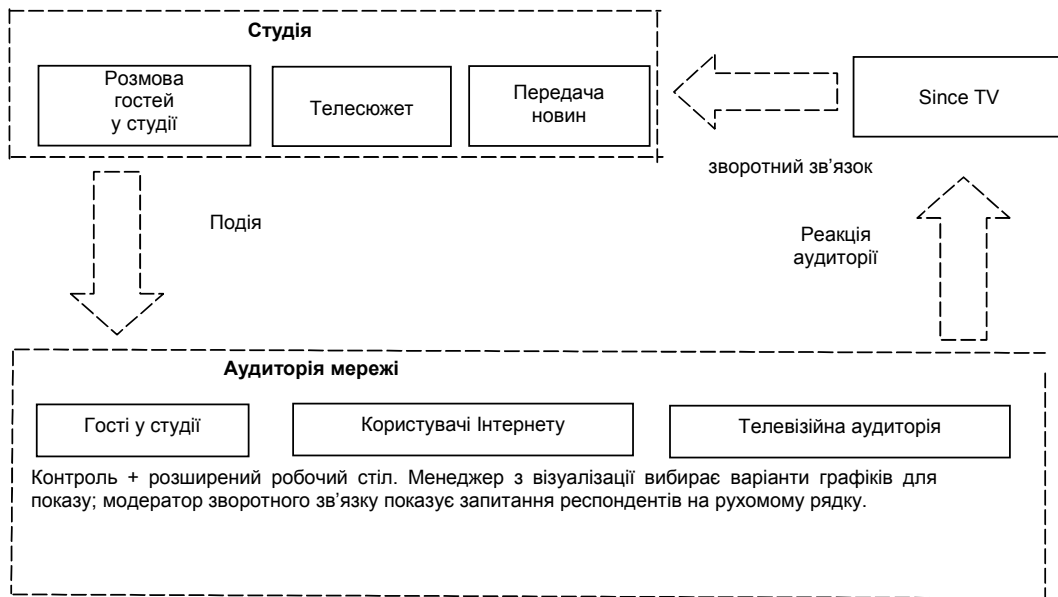 Студія
Розмова
гостей
у студії
Телесюжет
Передача
новин
Since TV
зворотний зв’язок
Подія
Реакція
аудиторії
Аудиторія мережі
Гості у студії
Користувачі Інтернету
Телевізійна аудиторія
Контроль + розширений робочий стіл. Менеджер з візуалізації вибирає варіанти графіків для
показу; модератор зворотного зв’язку показує запитання респондентів на рухомому рядку.